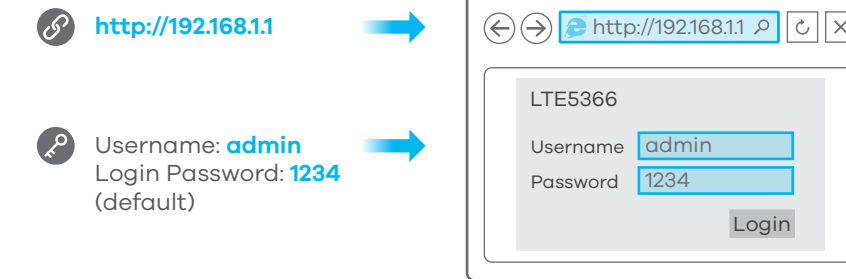 http://192.168.1.1
http://192.168.1.1
LTE5366
Username: admin
Login Password: 1234
(default)
Username admin
Password 1234
Login